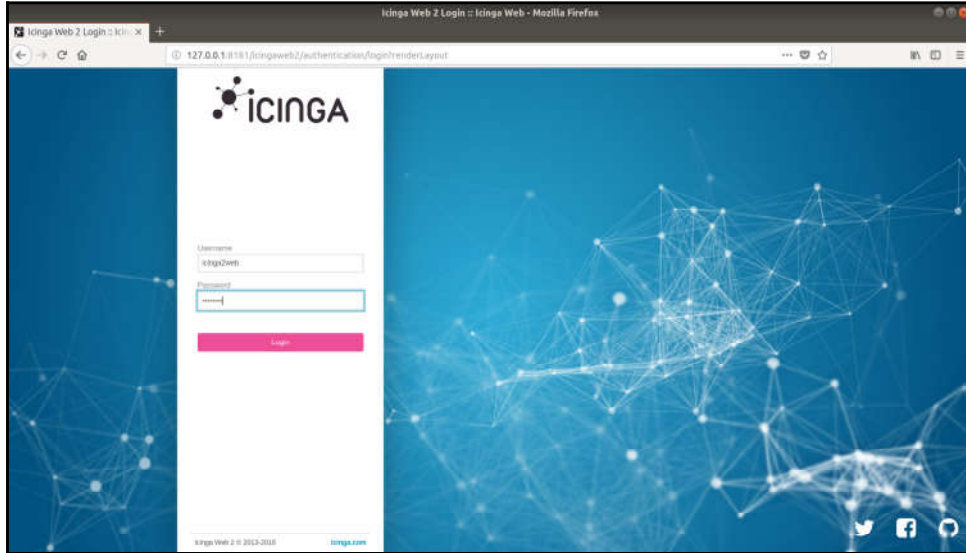 Icinga Web 2 Login :: Icinga Web - Mozilla Firefox
Icinga Web 2 Login :: Icin
127.0.0.1:8181/icingaweb2/authentication/login?renderLayout
ICINGA
Username
icinga2web
Password
Login
Icinga Web 2 © 2013-2018 icinga.com